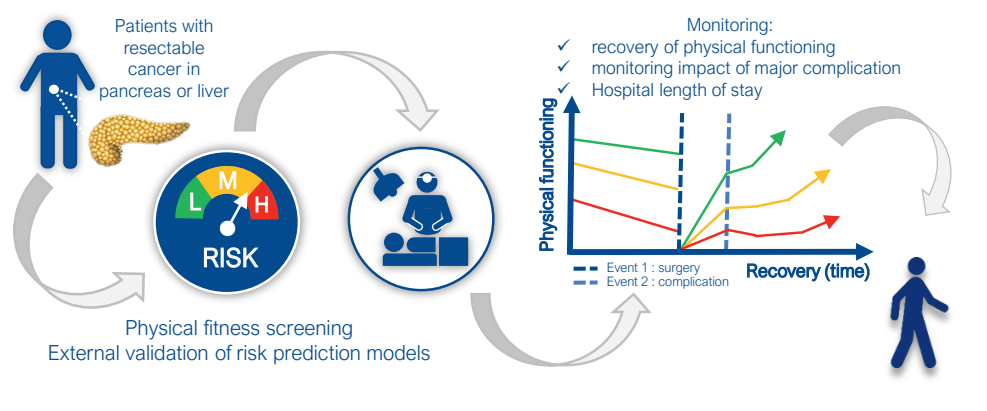 Patients with
resectable
cancer in
pancreas or liver
L M H
RISK
Physical fitness screening
External validation of risk prediction models
Monitoring:
✓ recovery of physical functioning
✓ monitoring impact of major complication
✓ Hospital length of stay
Physical functioning
Recovery (time)
Event 1 : surgery
Event 2 : complication